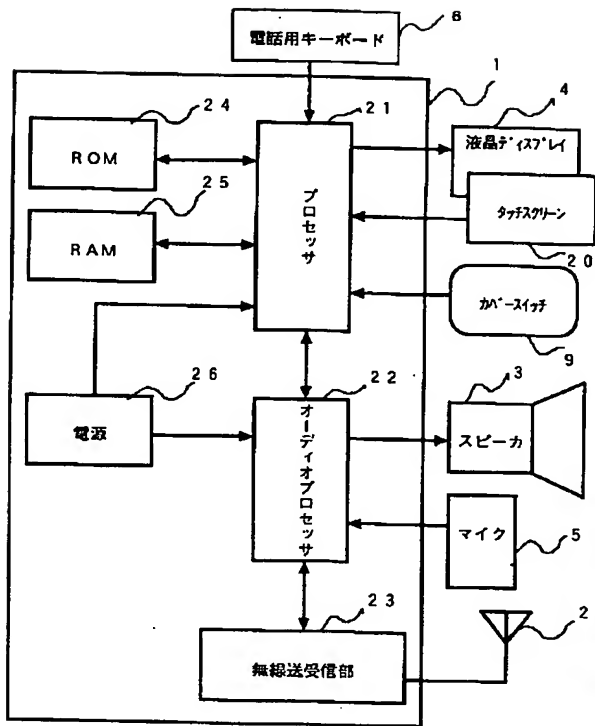 電話用キーボード
6
1
24
ROM
21
4
液晶ディスプレイ
25
RAM
プロセッサ
タッチスクリーン
20
カバースイッチ
9
26
電源
22
オーディオプロセッサ
3
スピーカ
マイク
5
23
無線送受信部
2